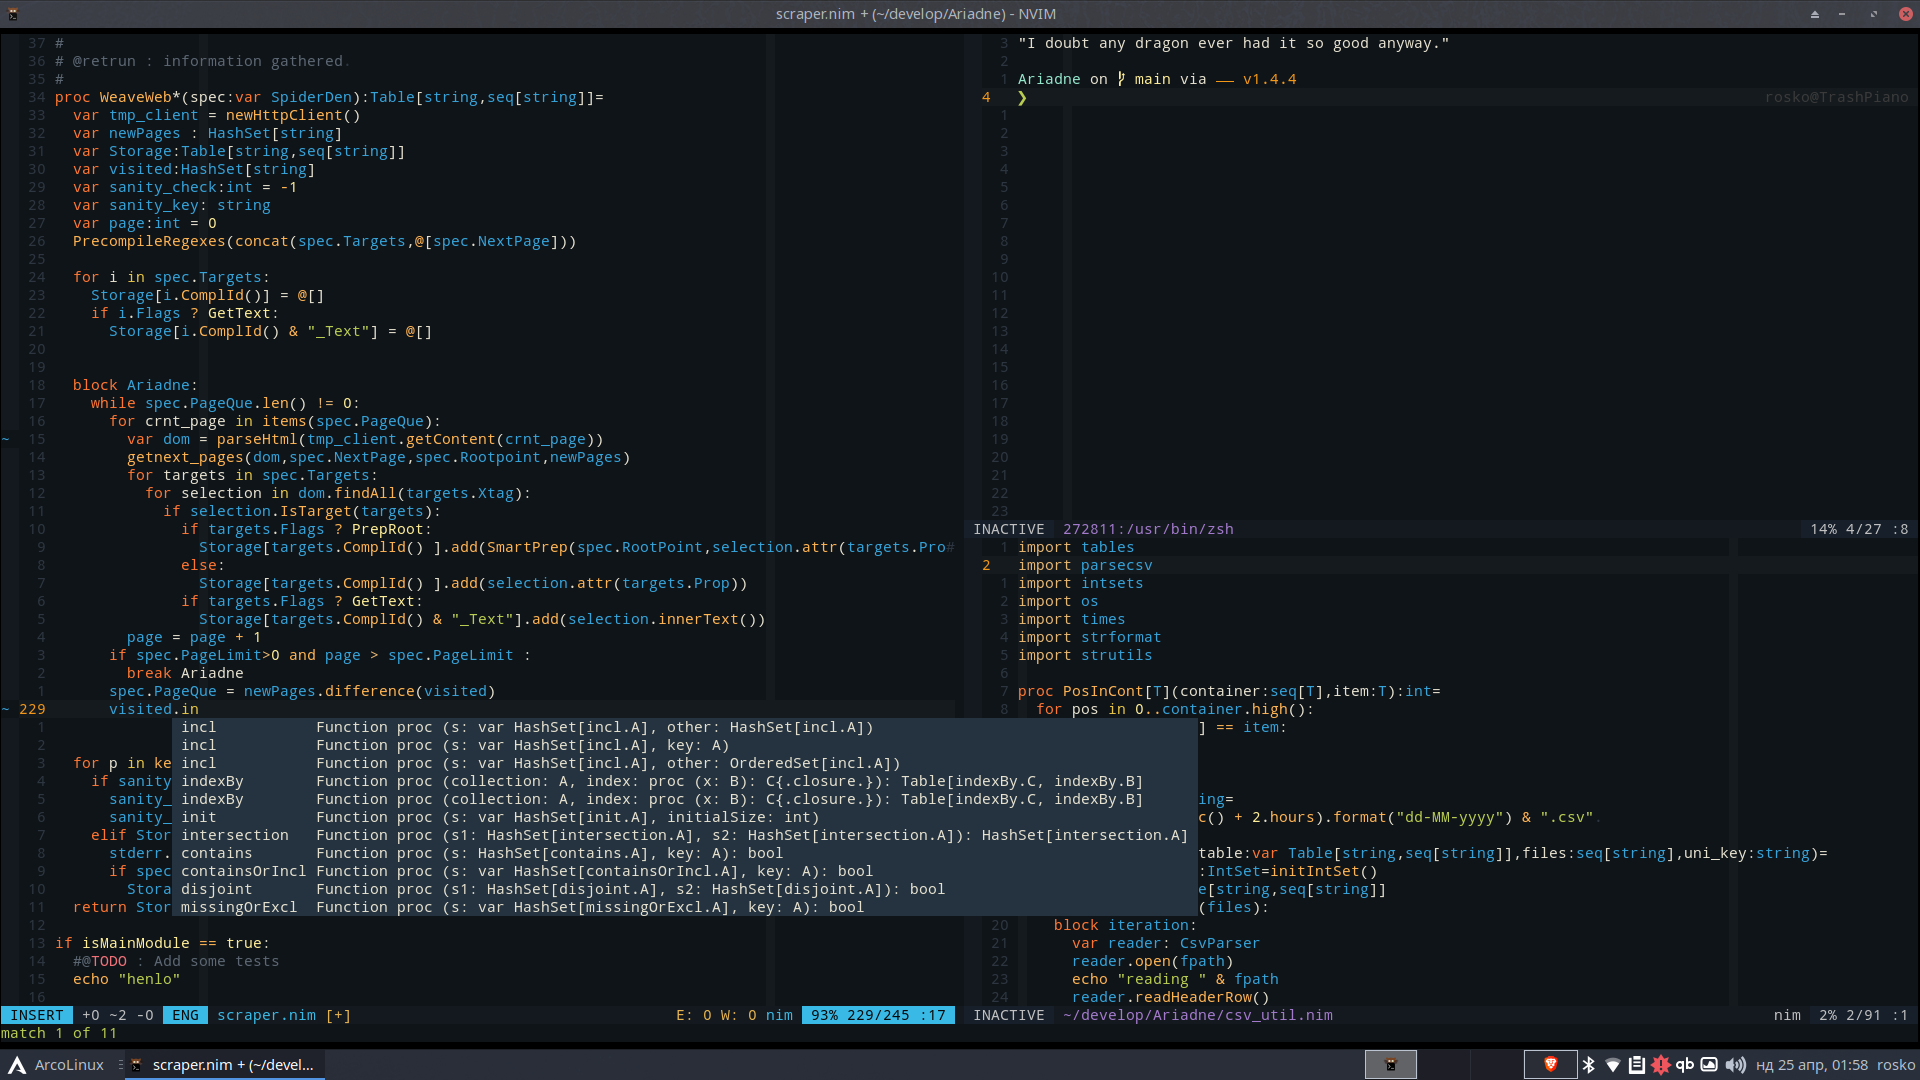 scraper.nim + (~/develop/Ariadne) - NVIM
37 #
36 # @retrun : information gathered
35 #
34 proc WeaveWeb*(spec:var SpiderDen):Table[string,seq[string]]=
33   var tmp_client = newHttpClient()
32   var newPages : HashSet[string]
31   var Storage:Table[string,seq[string]]
30   var visited:HashSet[string]
29   var sanity_check:int = -1
28   var sanity_key: string
27   var page:int = 0
26   PrecompileRegexes(concat(spec.Targets,@[spec.NextPage]))
25
24   for i in spec.Targets:
23     Storage[i.ComplId()] = @[]
22     if i.Flags ? GetText:
21       Storage[i.ComplId() & "_Text"] = @[]
20
19
18   block Ariadne:
17     while spec.PageQue.len() != 0:
16       for crnt_page in items(spec.PageQue):
~ 15         var dom = parseHtml(tmp_client.getContent(crnt_page))
14         getnext_pages(dom,spec.NextPage,spec.Rootpoint,newPages)
13         for targets in spec.Targets:
12           for selection in dom.findAll(targets.Xtag):
11             if selection.IsTarget(targets):
10               if targets.Flags ? PrepRoot:
9                 Storage[targets.ComplId() ].add(SmartPrep(spec.RootPoint,selection.attr(targets.Pro#
8               else:
7                 Storage[targets.ComplId() ].add(selection.attr(targets.Prop))
6               if targets.Flags ? GetText:
5                 Storage[targets.ComplId() & "_Text"].add(selection.innerText())
4         page = page + 1
3       if spec.PageLimit>0 and page > spec.PageLimit :
2         break Ariadne
1       spec.PageQue = newPages.difference(visited)
~ 229       visited.in
1
2
3   for p in ke
4     if sanity
5       sanity_
6       sanity_
7     elif Stor
8       stderr.
9       if spec
10         Stora
11   return Stor
12
13 if isMainModule == true:
14   #@TODO : Add some tests
15   echo "henlo"
16
incl Function proc (s: var HashSet[incl.A], other: HashSet[incl.A])
incl Function proc (s: var HashSet[incl.A], key: A)
incl Function proc (s: var HashSet[incl.A], other: OrderedSet[incl.A])
indexBy Function proc (collection: A, index: proc (x: B): C{.closure.}): Table[indexBy.C, indexBy.B]
indexBy Function proc (collection: A, index: proc (x: B): C{.closure.}): Table[indexBy.C, indexBy.B]
init Function proc (s: var HashSet[init.A], initialSize: int)
intersection Function proc (s1: HashSet[intersection.A], s2: HashSet[intersection.A]): HashSet[intersection.A]
contains Function proc (s: HashSet[contains.A], key: A): bool
containsOrIncl Function proc (s: var HashSet[containsOrIncl.A], key: A): bool
disjoint Function proc (s1: HashSet[disjoint.A], s2: HashSet[disjoint.A]): bool
missingOrExcl Function proc (s: var HashSet[missingOrExcl.A], key: A): bool
INSERT +0 ~2 -0 ENG scraper.nim [+] E: 0 W: 0 nim 93% 229/245 :17
match 1 of 11
3 "I doubt any dragon ever had it so good anyway."
2
1 Ariadne on main via v1.4.4
4 ❯ rosko@TrashPiano
1
2
3
4
5
6
7
8
9
10
11
12
13
14
15
16
17
18
19
20
21
22
23
INACTIVE 272811:/usr/bin/zsh 14% 4/27 :8
1 import tables
2 import parsecsv
1 import intsets
2 import os
3 import times
4 import strformat
5 import strutils
6
7 proc PosInCont[T](container:seq[T],item:T):int=
8   for pos in 0..container.high():
] == item:
ing=
c() + 2.hours).format("dd-MM-yyyy") & ".csv"
table:var Table[string,seq[string]],files:seq[string],uni_key:string)=
:IntSet=initIntSet()
e[string,seq[string]]
(files):
20     block iteration:
21       var reader: CsvParser
22       reader.open(fpath)
23       echo "reading " & fpath
24       reader.readHeaderRow()
INACTIVE ~/develop/Ariadne/csv_util.nim nim 2% 2/91 :1
ArcoLinux scraper.nim + (~/devel... qb нд 25 апр, 01:58 rosko